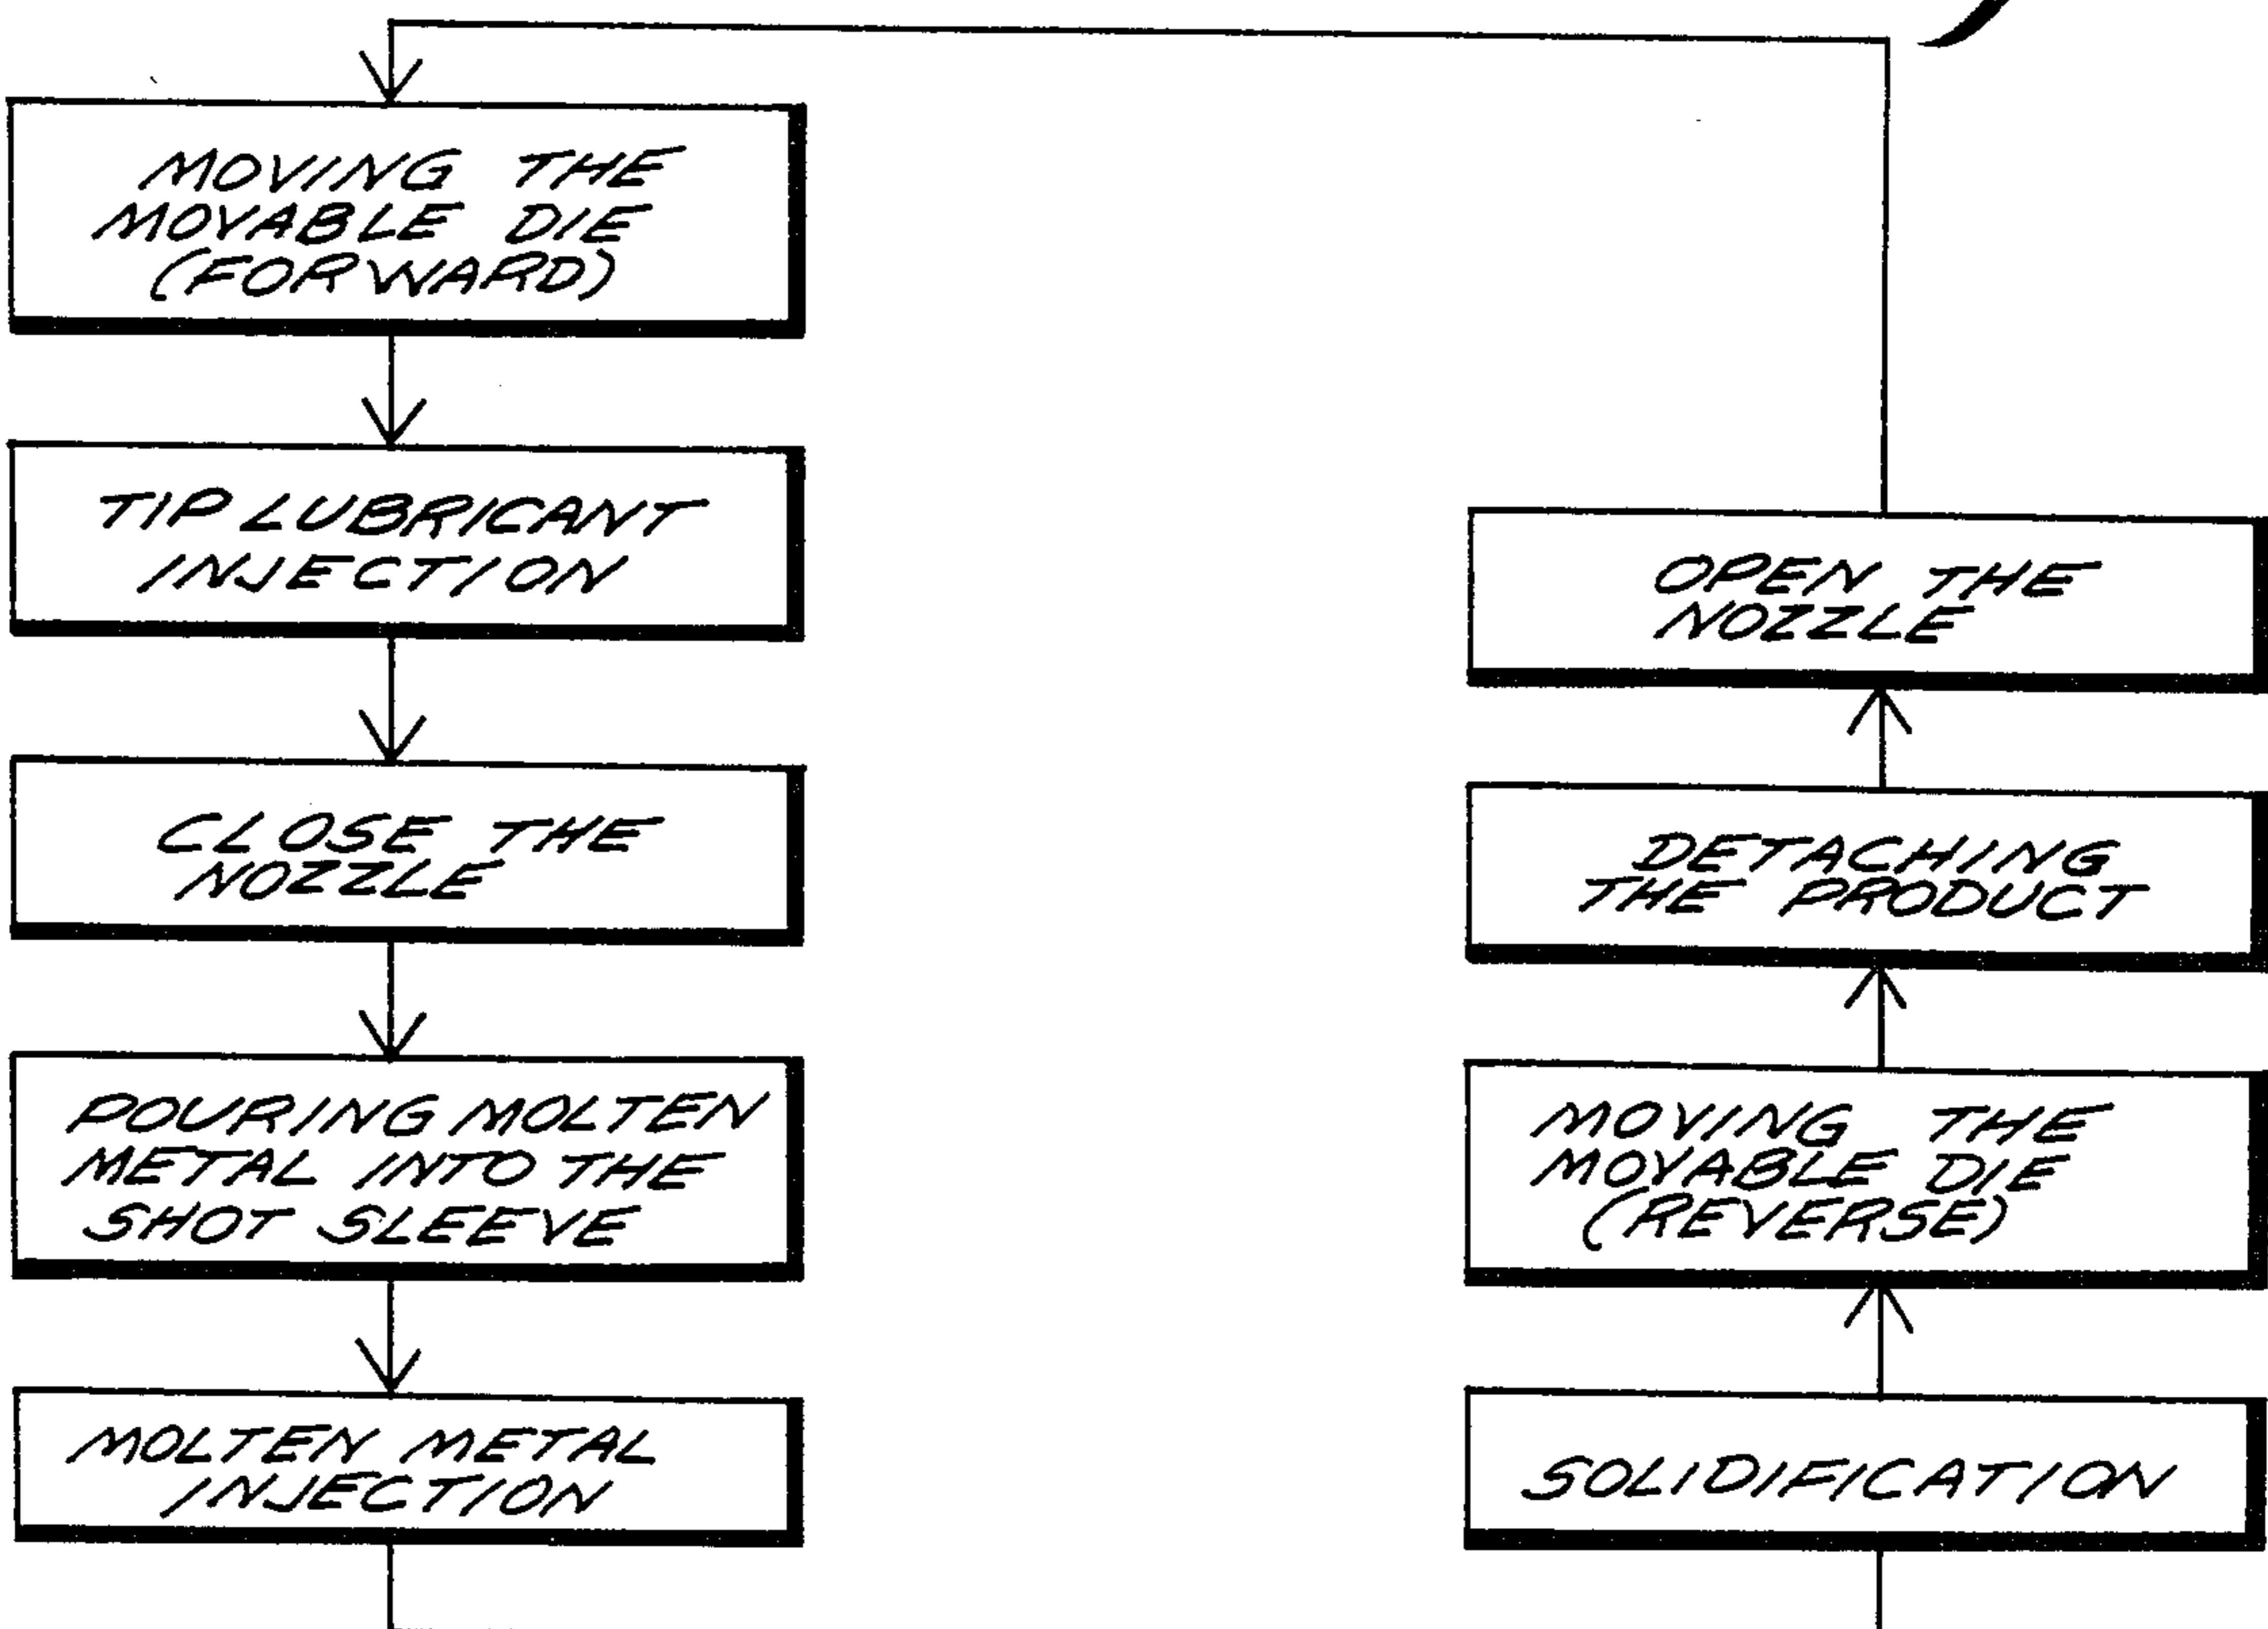 MOVING THE
MOVABLE DIE
(FORWARD)
TIP LUBRICANT
INJECTION
CLOSE THE
NOZZLE
POURING MOLTEN
METAL INTO THE
SHOT SLEEVE
MOLTEN METAL
INJECTION
OPEN THE
NOZZLE
DETACHING
THE PRODUCT
MOVING THE
MOVABLE DIE
(REVERSE)
SOLIDIFICATION